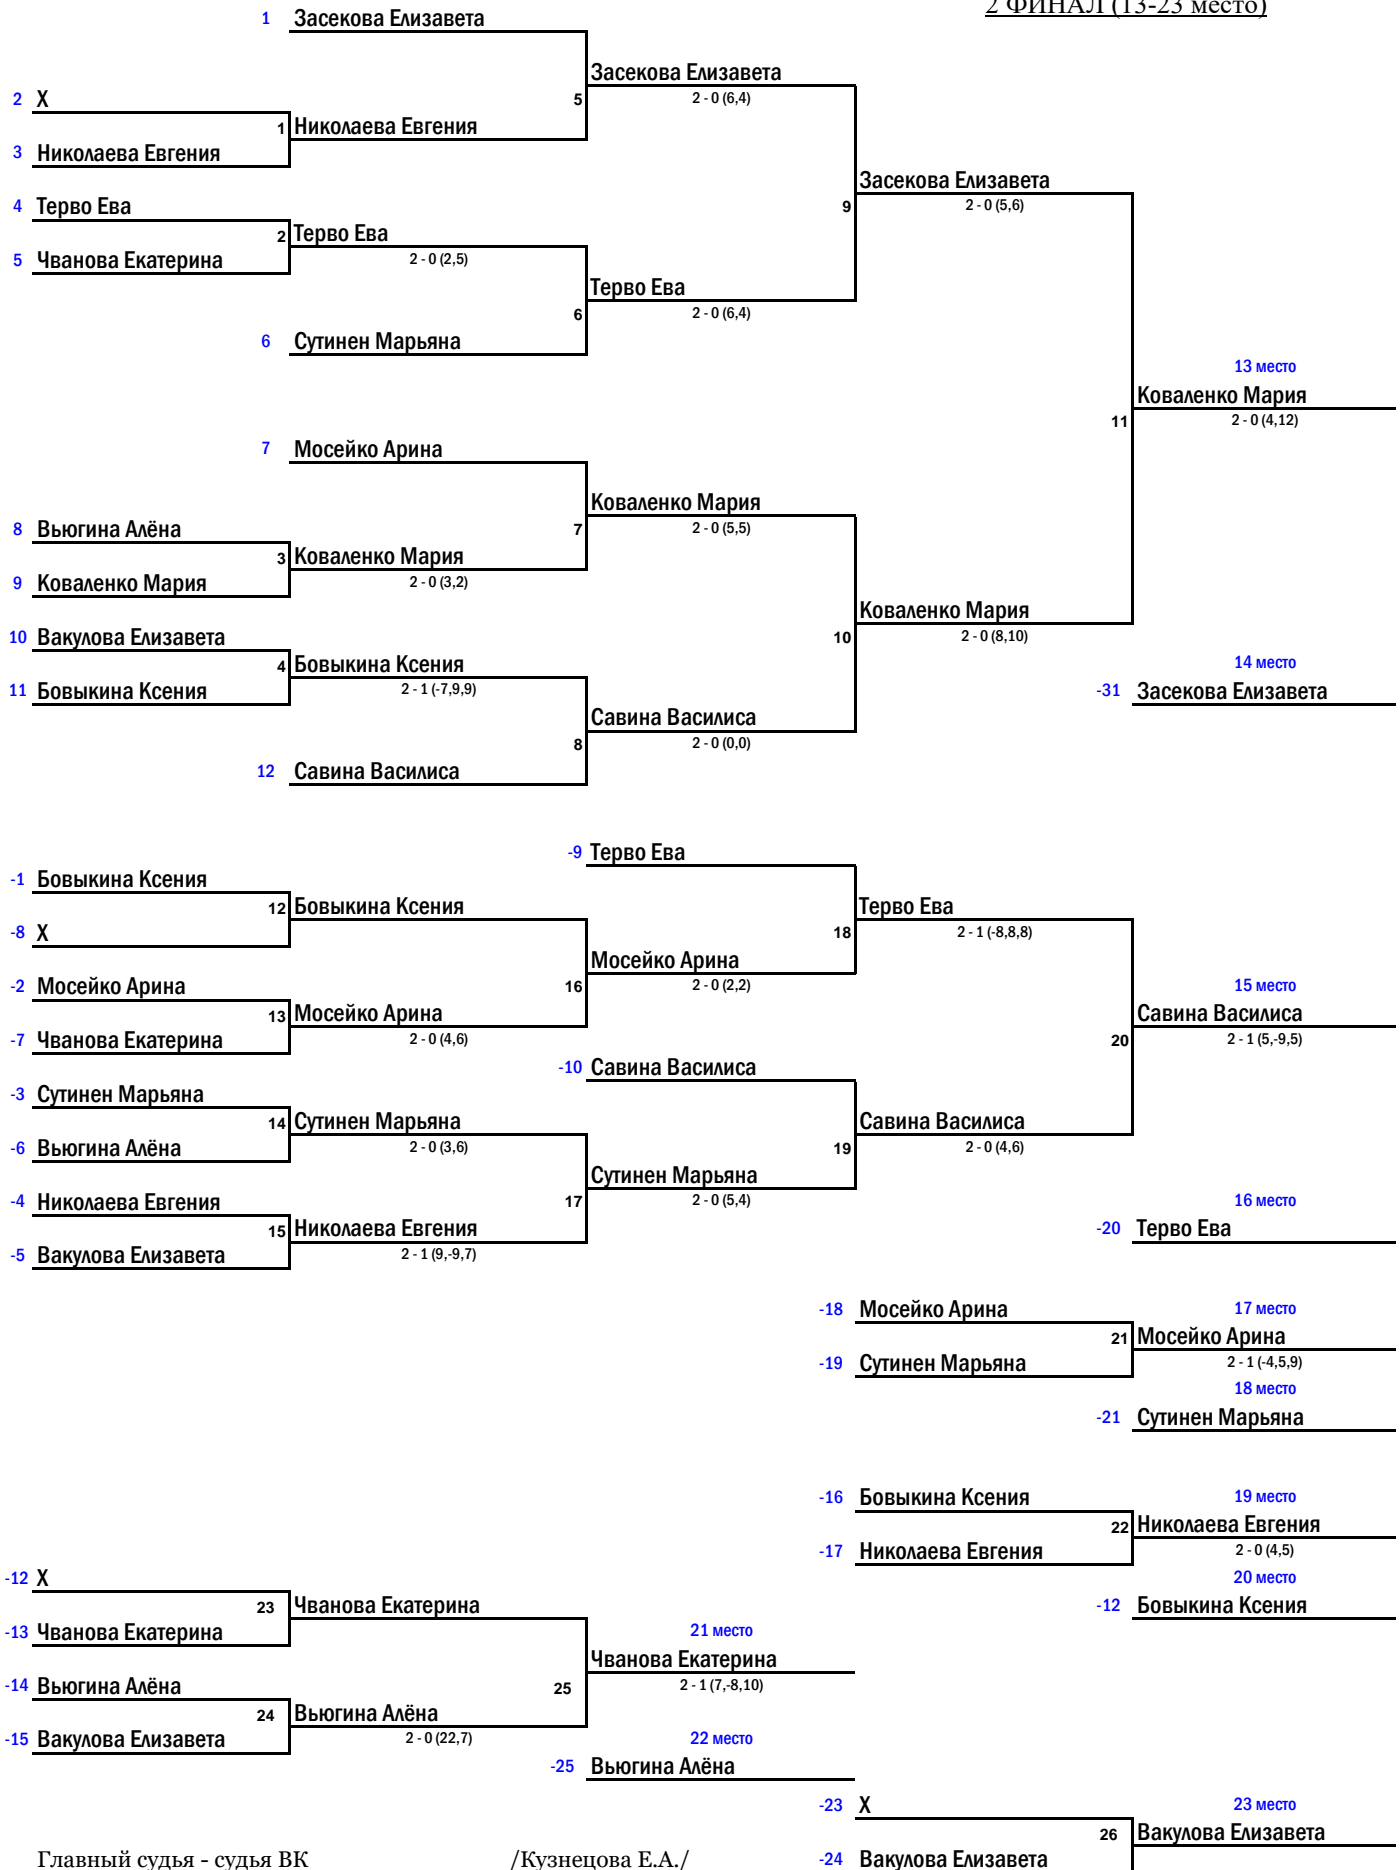 2 ФИНАЛ (13-23 место)
1 Засекова Елизавета
Засекова Елизавета
2 X
5
2 - 0 (6,4)
1 Николаева Евгения
3 Николаева Евгения
Засекова Елизавета
4 Терво Ева
9
2 - 0 (5,6)
2 Терво Ева
5 Чванова Екатерина
2 - 0 (2,5)
Терво Ева
6
2 - 0 (6,4)
6 Сутинен Марьяна
13 место
Коваленко Мария
11
2 - 0 (4,12)
7 Мосейко Арина
Коваленко Мария
8 Вьюгина Алёна
7
2 - 0 (5,5)
3 Коваленко Мария
9 Коваленко Мария
2 - 0 (3,2)
Коваленко Мария
10 Вакулова Елизавета
10
2 - 0 (8,10)
4 Бовыкина Ксения
14 место
11 Бовыкина Ксения
2 - 1 (-7,9,9)
-31 Засекова Елизавета
Савина Василиса
8
2 - 0 (0,0)
12 Савина Василиса
-9 Терво Ева
-1 Бовыкина Ксения
12 Бовыкина Ксения
Терво Ева
-8 X
18
2 - 1 (-8,8,8)
Мосейко Арина
-2 Мосейко Арина
16
2 - 0 (2,2)
15 место
13 Мосейко Арина
Савина Василиса
-7 Чванова Екатерина
2 - 0 (4,6)
20
2 - 1 (5,-9,5)
-10 Савина Василиса
-3 Сутинен Марьяна
14 Сутинен Марьяна
Савина Василиса
-6 Вьюгина Алёна
2 - 0 (3,6)
19
2 - 0 (4,6)
Сутинен Марьяна
-4 Николаева Евгения
17
2 - 0 (5,4)
16 место
15 Николаева Евгения
-20 Терво Ева
-5 Вакулова Елизавета
2 - 1 (9,-9,7)
-18 Мосейко Арина
17 место
21 Мосейко Арина
-19 Сутинен Марьяна
2 - 1 (-4,5,9)
18 место
-21 Сутинен Марьяна
-16 Бовыкина Ксения
19 место
22 Николаева Евгения
-17 Николаева Евгения
2 - 0 (4,5)
-12 X
20 место
23 Чванова Екатерина
-12 Бовыкина Ксения
-13 Чванова Екатерина
21 место
Чванова Екатерина
-14 Вьюгина Алёна
25
2 - 1 (7,-8,10)
24 Вьюгина Алёна
-15 Вакулова Елизавета
2 - 0 (22,7)
22 место
-25 Вьюгина Алёна
-23 X
23 место
26 Вакулова Елизавета
Главный судья - судья ВК /Кузнецова Е.А./
-24 Вакулова Елизавета